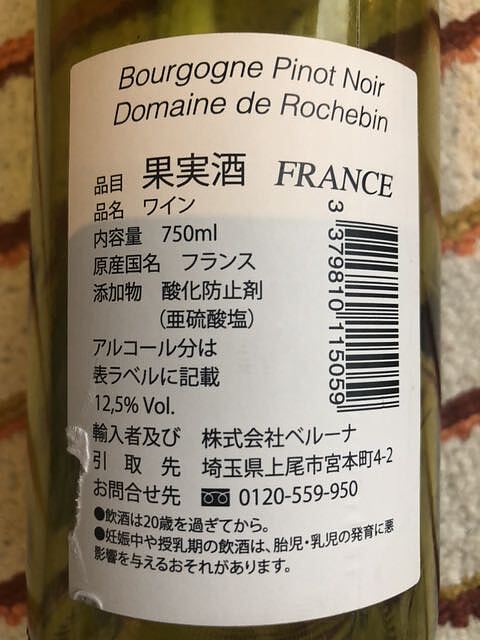 Bourgogne Pinot Noir
Domaine de Rochebin
品目 果実酒 FRANCE
品名 ワイン
内容量 750ml
原産国名 フランス
添加物 酸化防止剤
(亜硫酸塩)
アルコール分は
表ラベルに記載
12,5% Vol.
3 379810 115059
輸入者及び 株式会社ベルーナ
引取先 埼玉県上尾市宮本町4-2
お問合せ先 0120-559-950
●飲酒は20歳を過ぎてから。
●妊娠中や授乳期の飲酒は、胎児・乳児の発育に悪
影響を与えるおそれがあります。